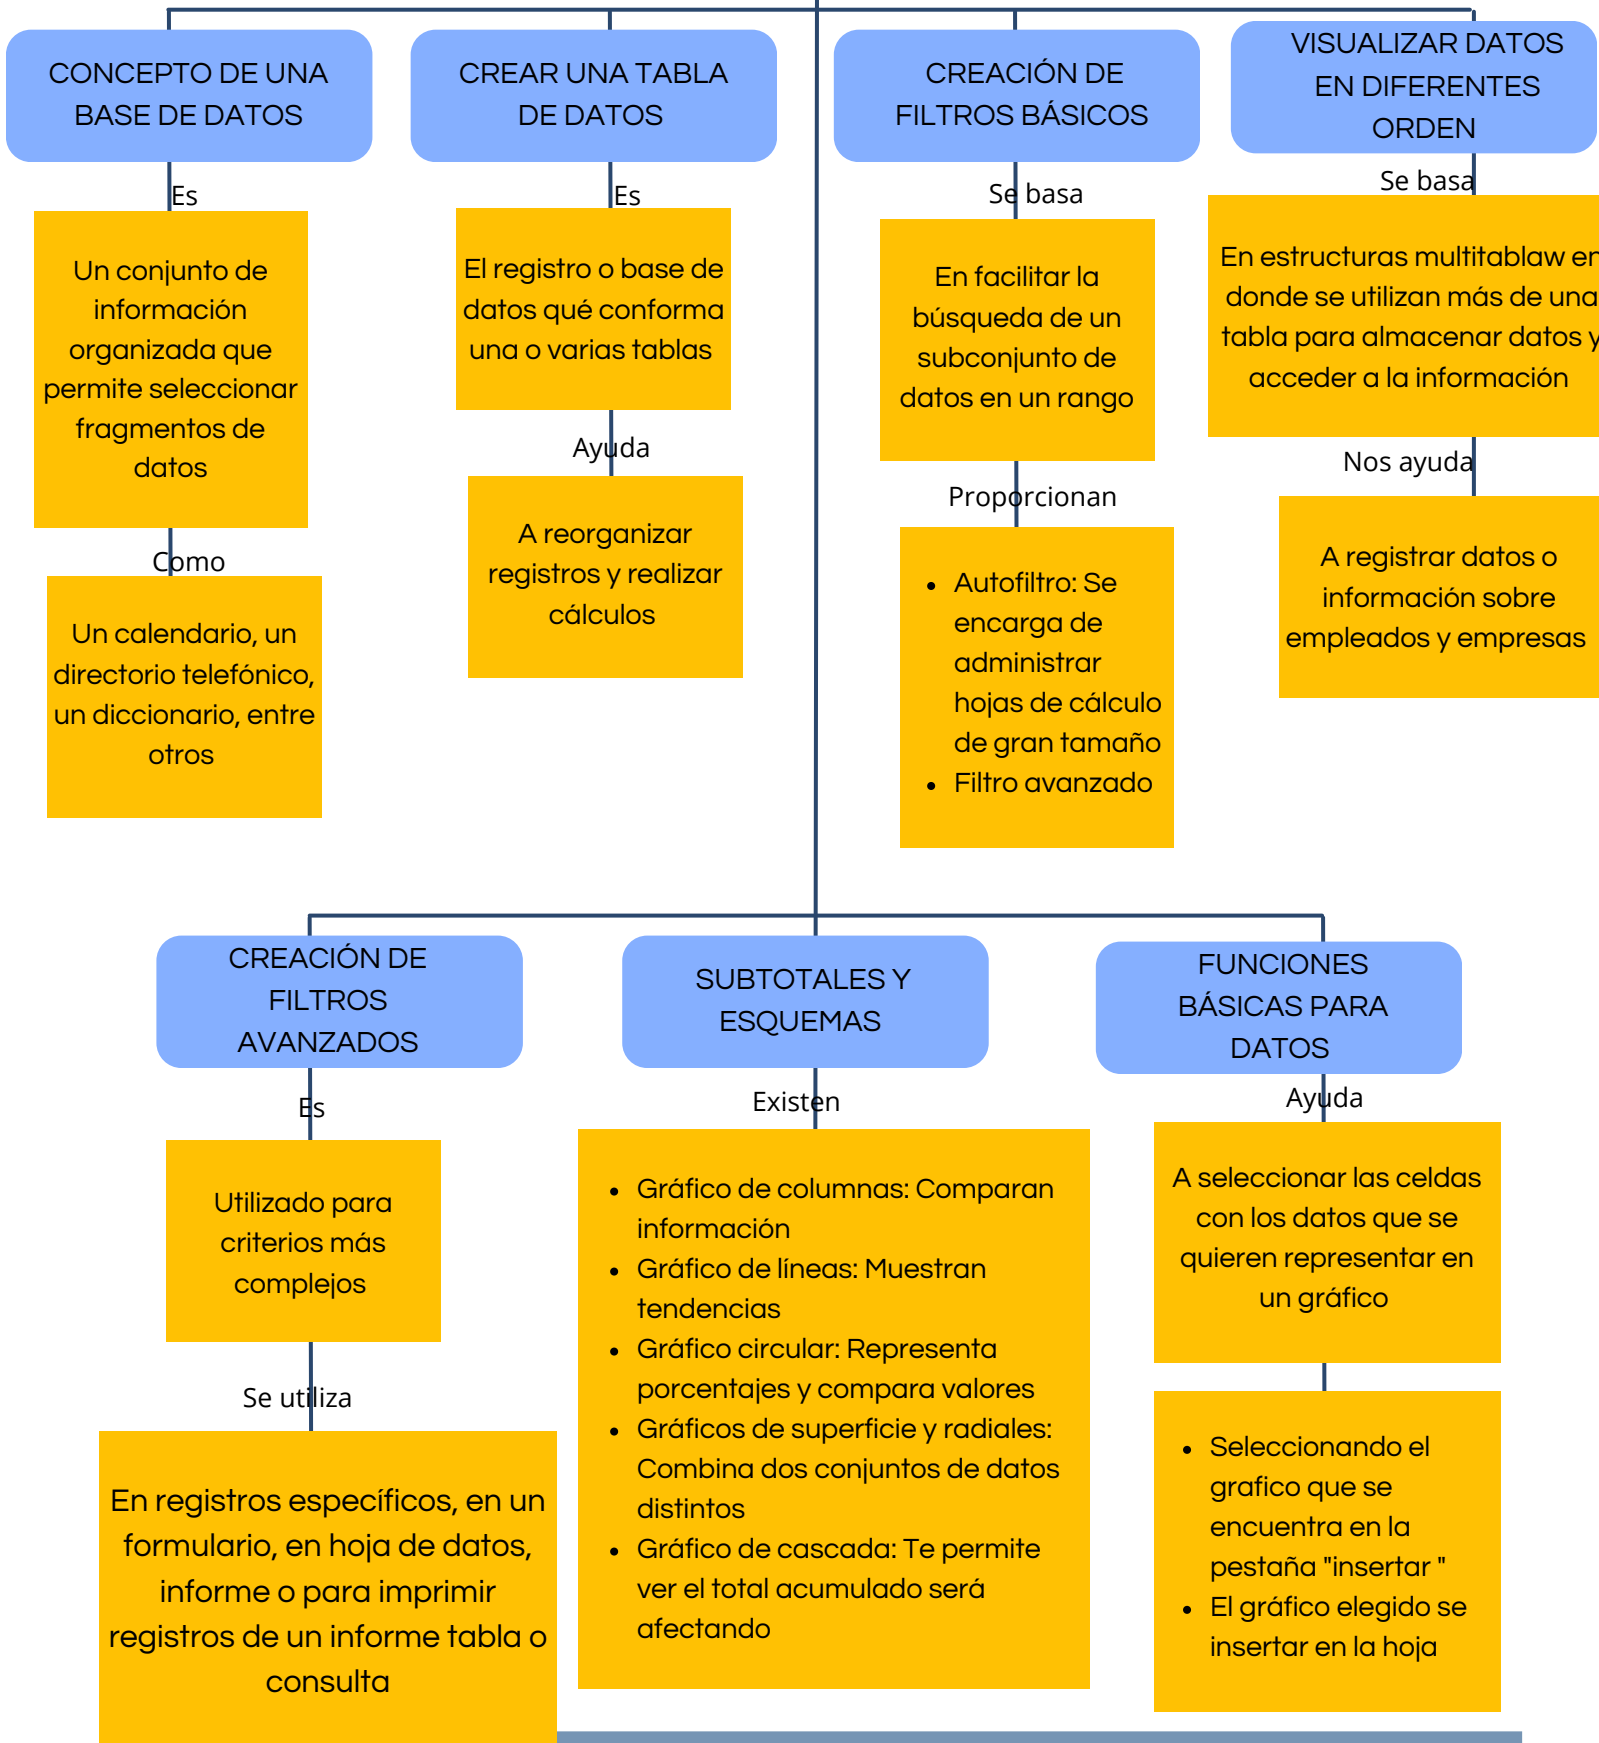 CONCEPTO DE UNA
BASE DE DATOS
Es
Un conjunto de
información
organizada que
permite seleccionar
fragmentos de
datos
Como
Un calendario, un
directorio telefónico,
un diccionario, entre
otros
CREAR UNA TABLA
DE DATOS
Es
El registro o base de
datos qué conforma
una o varias tablas
Ayuda
A reorganizar
registros y realizar
cálculos
CREACIÓN DE
FILTROS BÁSICOS
Se basa
En facilitar la
búsqueda de un
subconjunto de
datos en un rango
Proporcionan
• Autofiltro: Se
encarga de
administrar
hojas de cálculo
de gran tamaño
• Filtro avanzado
VISUALIZAR DATOS
EN DIFERENTES
ORDEN
Se basa
En estructuras multitablaw en
donde se utilizan más de una
tabla para almacenar datos y
acceder a la información
Nos ayuda
A registrar datos o
información sobre
empleados y empresas
CREACIÓN DE
FILTROS
AVANZADOS
Es
Utilizado para
criterios más
complejos
Se utiliza
En registros específicos, en un
formulario, en hoja de datos,
informe o para imprimir
registros de un informe tabla o
consulta
SUBTOTALES Y
ESQUEMAS
Existen
• Gráfico de columnas: Comparan
información
• Gráfico de líneas: Muestran
tendencias
• Gráfico circular: Representa
porcentajes y compara valores
• Gráficos de superficie y radiales:
Combina dos conjuntos de datos
distintos
• Gráfico de cascada: Te permite
ver el total acumulado será
afectando
FUNCIONES
BÁSICAS PARA
DATOS
Ayuda
A seleccionar las celdas
con los datos que se
quieren representar en
un gráfico
• Seleccionando el
grafico que se
encuentra en la
pestaña "insertar "
• El gráfico elegido se
insertar en la hoja